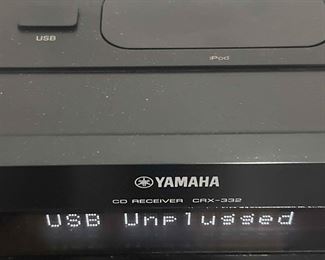 USB
iPod
YAMAHA
CD RECEIVER CRX-332
USB Unplugged